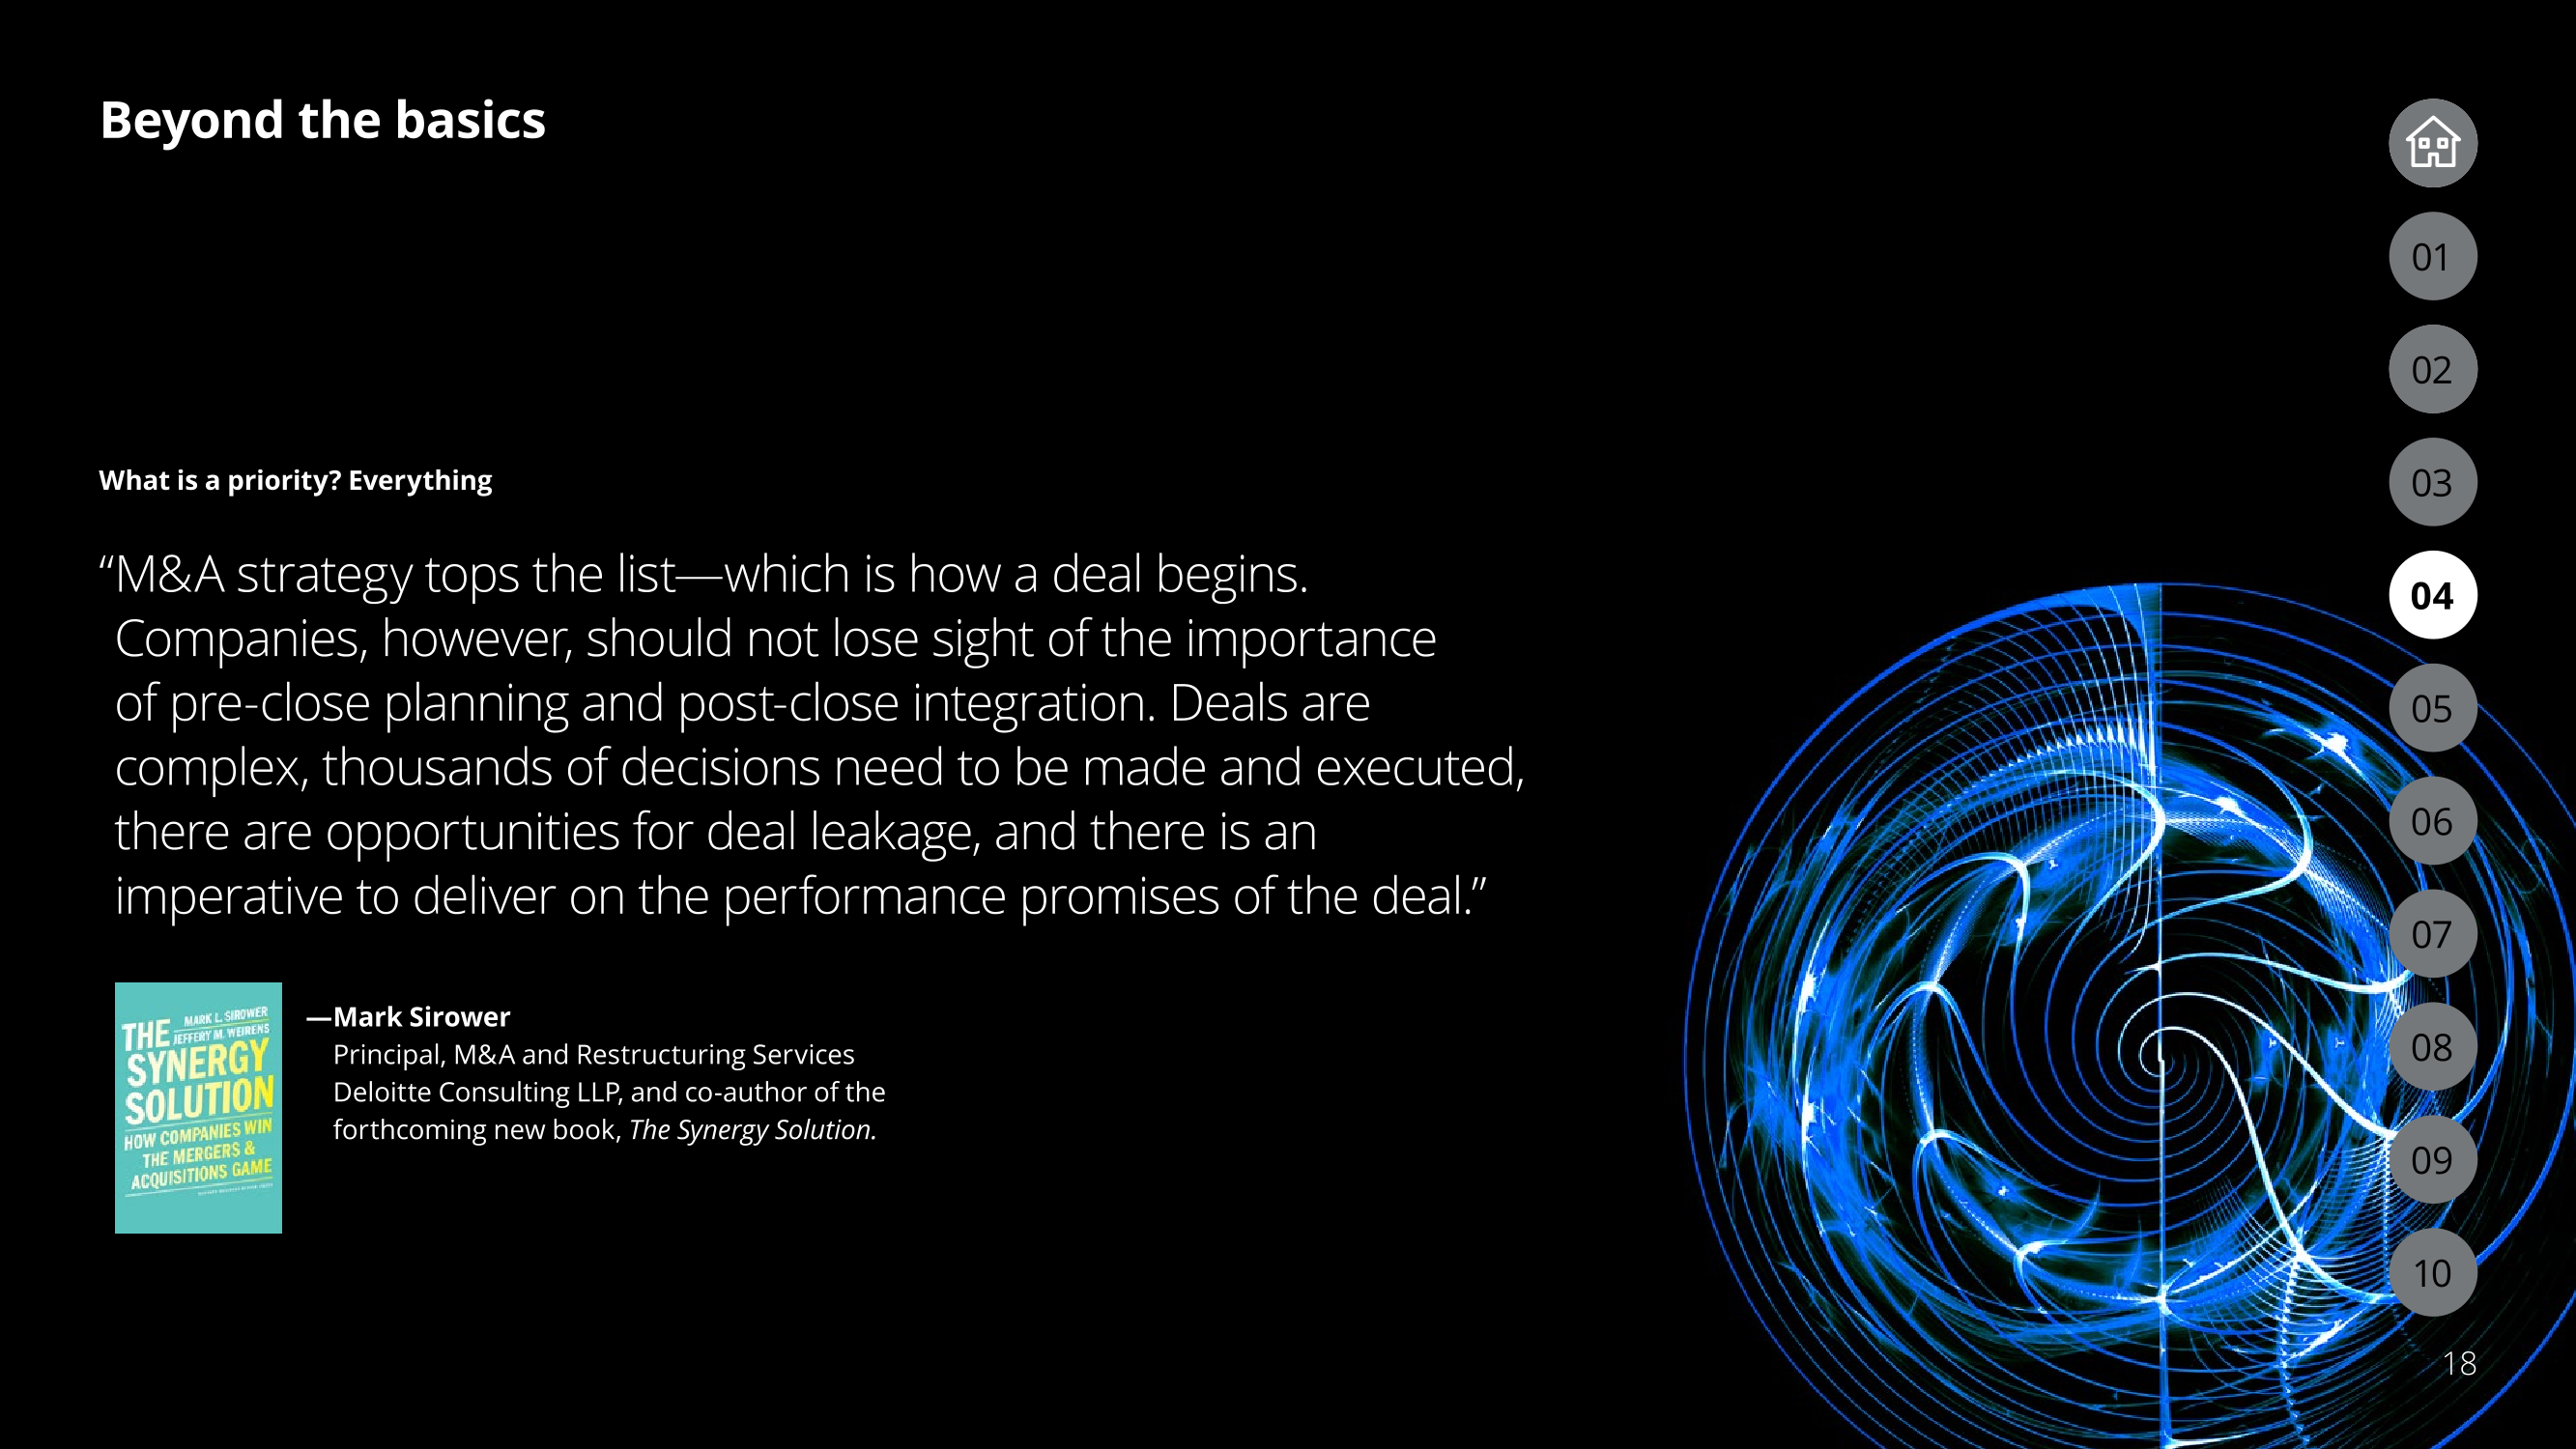 Beyond the basics
01
02
03
04
05
06
07
08
09
10
What is a priority? Everything
“M&A strategy tops the list—which is how a deal begins.
Companies, however, should not lose sight of the importance
of pre-close planning and post-close integration. Deals are
complex, thousands of decisions need to be made and executed,
there are opportunities for deal leakage, and there is an
imperative to deliver on the performance promises of the deal.”
MARK L. SIROWER
JEFFERY M. WEIRENS
THE
SYNERGY
SOLUTION
HOW COMPANIES WIN
THE MERGERS &
ACQUISITIONS GAME
—Mark Sirower
Principal, M&A and Restructuring Services
Deloitte Consulting LLP, and co-author of the
forthcoming new book, The Synergy Solution.
18